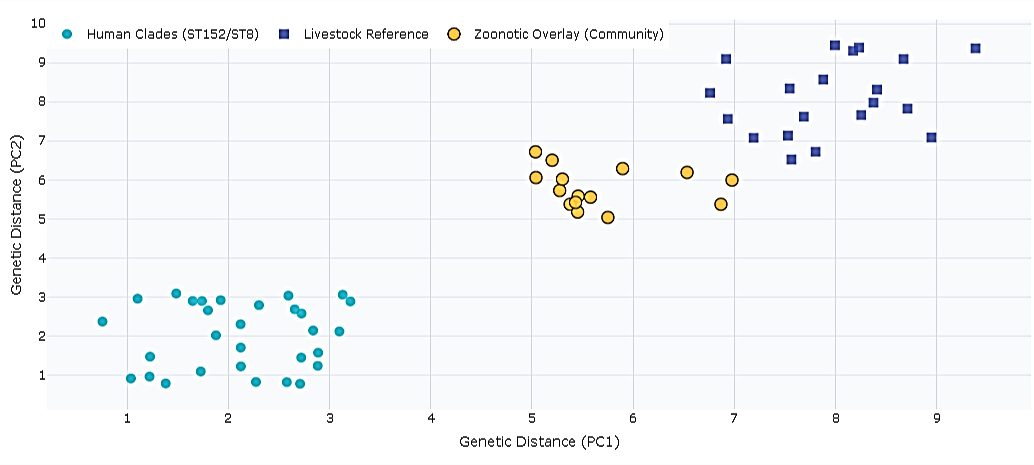 10
Human Clades (ST152/ST8) Livestock Reference Zoonotic Overlay (Community)
9
8
7
6
5
4
3
2
1
Genetic Distance (PC2)
1 2 3 4 5 6 7 8 9
Genetic Distance (PC1)